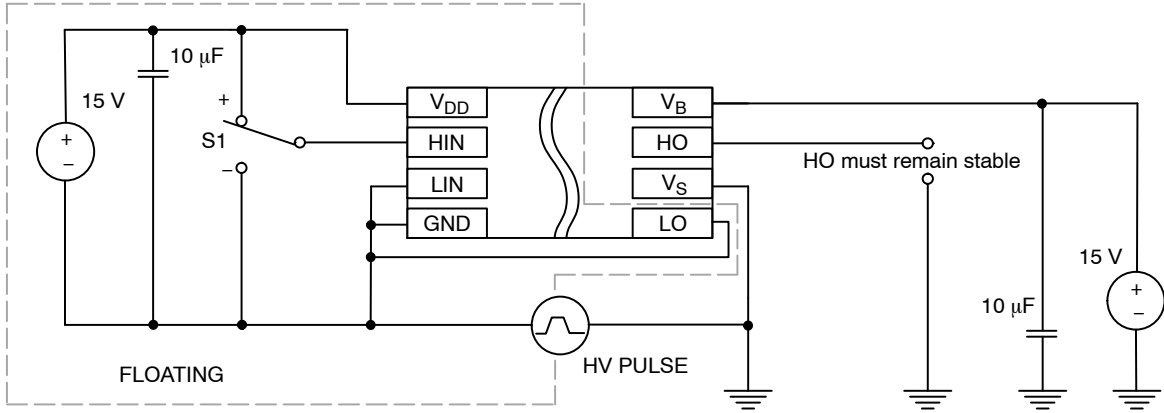 10 μF
15 V
+
−
S1
+
−
V_DD
HIN
LIN
GND
V_B
HO
V_S
LO
HO must remain stable
15 V
+
−
10 μF
HV PULSE
FLOATING